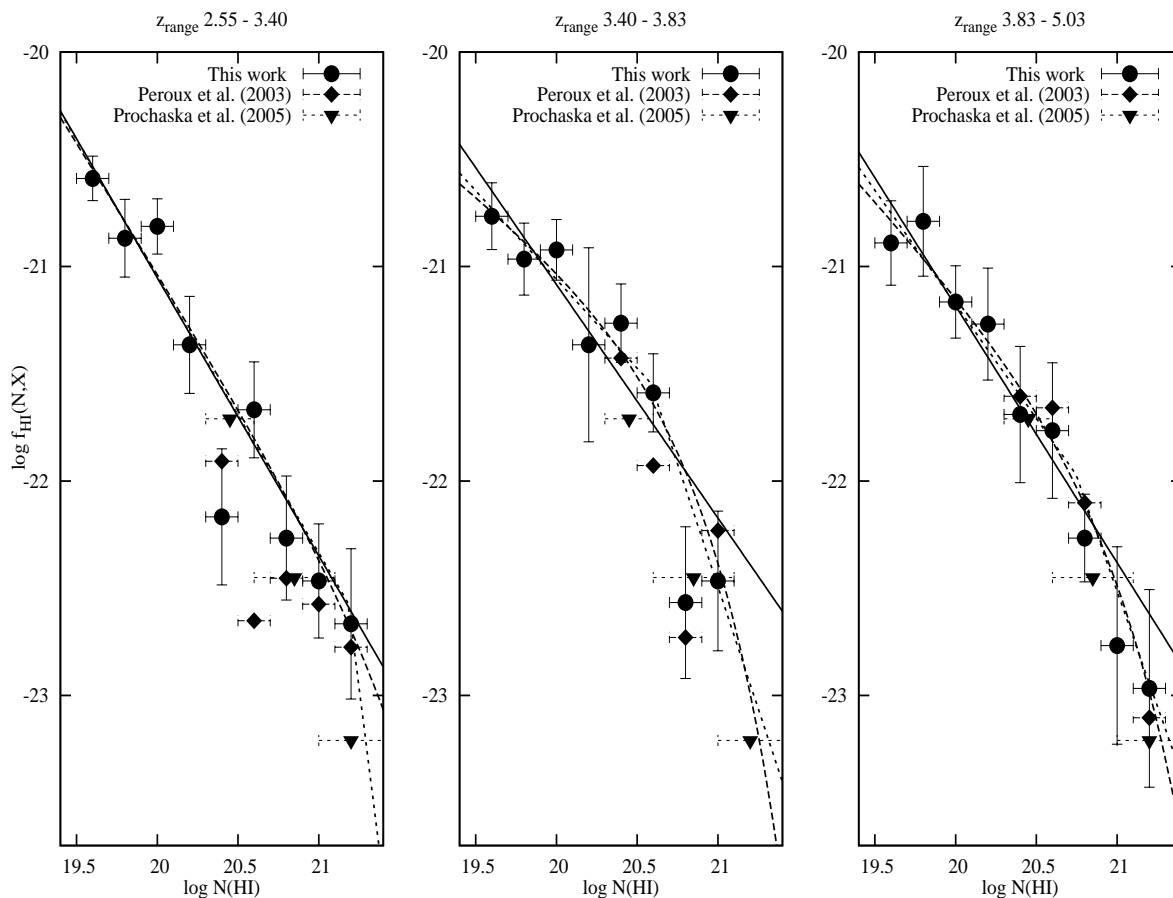 z_range 2.55 - 3.40
z_range 3.40 - 3.83
z_range 3.83 - 5.03
log f_HI(N,X)
-20
-21
-22
-23
This work
Peroux et al. (2003)
Prochaska et al. (2005)
19.5 20 20.5 21
log N(HI)
-20
-21
-22
-23
This work
Peroux et al. (2003)
Prochaska et al. (2005)
19.5 20 20.5 21
log N(HI)
-20
-21
-22
-23
This work
Peroux et al. (2003)
Prochaska et al. (2005)
19.5 20 20.5 21
log N(HI)